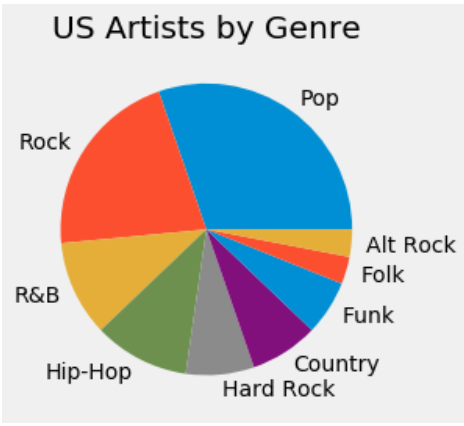 US Artists by Genre
Pop
Rock
Alt Rock
Folk
R&B
Funk
Country
Hip-Hop
Hard Rock